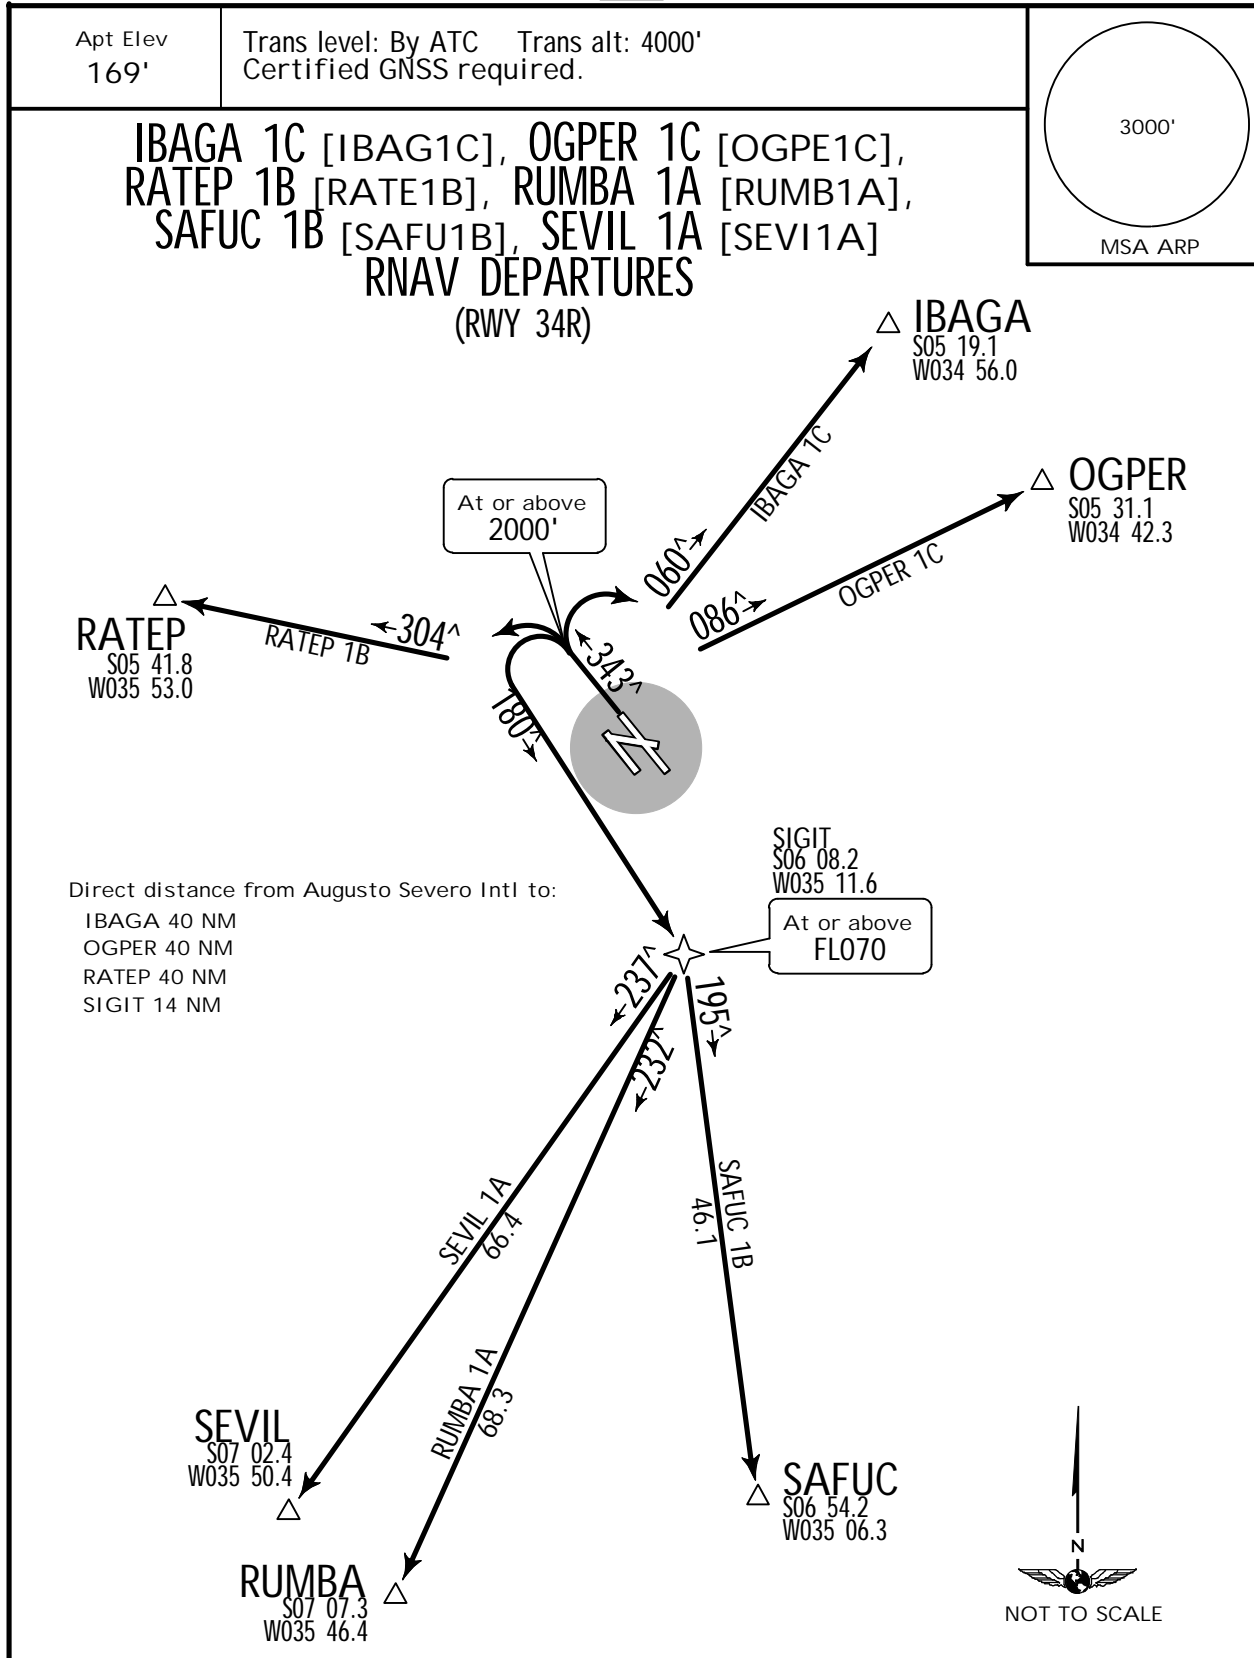 Apt Elev
169'
Trans level: By ATC Trans alt: 4000'
Certified GNSS required.
3000'
MSA ARP
IBAGA 1C [IBAG1C], OGPER 1C [OGPE1C],
RATEP 1B [RATE1B], RUMBA 1A [RUMB1A],
SAFUC 1B [SAFU1B], SEVIL 1A [SEVI1A]
RNAV DEPARTURES
(RWY 34R)
IBAGA
S05 19.1
W034 56.0
IBAGA 1C
060^
OGPER
S05 31.1
W034 42.3
OGPER 1C
086^
At or above
2000'
RATEP
S05 41.8
W035 53.0
RATEP 1B
304^
343^
180^
SIGIT
S06 08.2
W035 11.6
At or above
FL070
Direct distance from Augusto Severo Intl to:
IBAGA 40 NM
OGPER 40 NM
RATEP 40 NM
SIGIT 14 NM
237^
232^
195^
SEVIL 1A
66.4
RUMBA 1A
68.3
SAFUC 1B
46.1
SEVIL
S07 02.4
W035 50.4
RUMBA
S07 07.3
W035 46.4
SAFUC
S06 54.2
W035 06.3
N
NOT TO SCALE